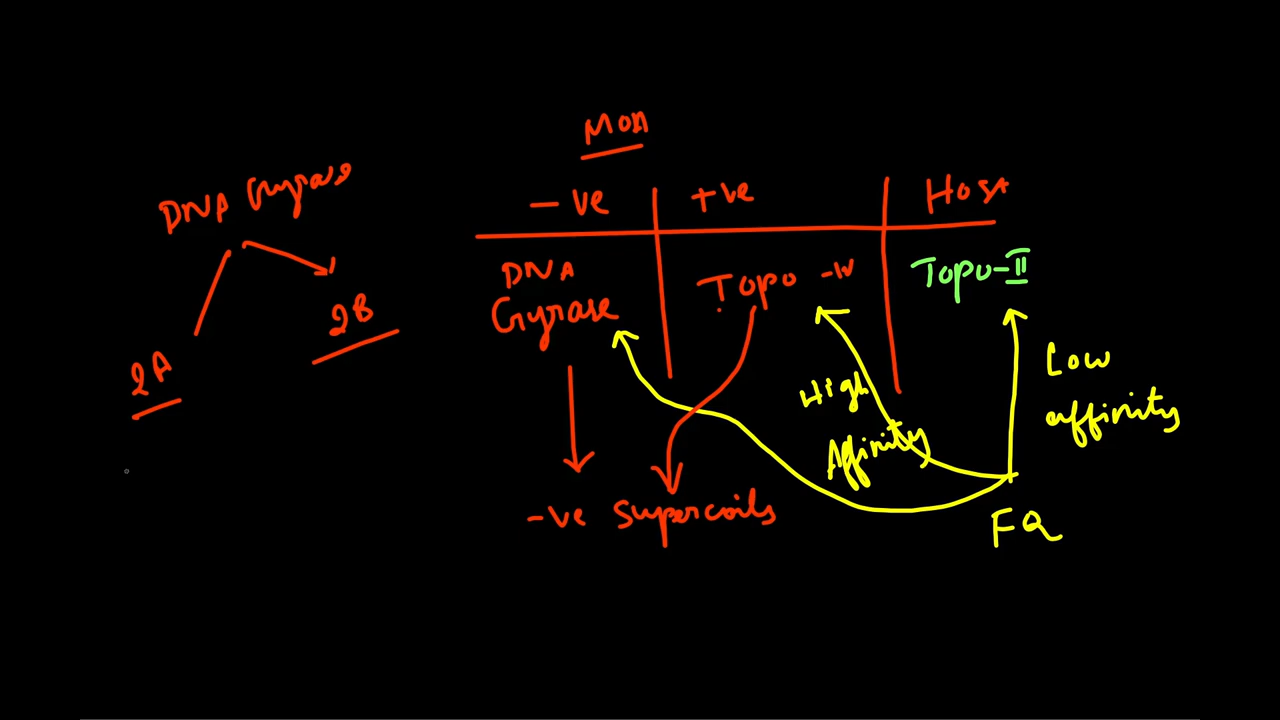 MOA
DNA Gyrase
2A
2B
-ve
+ve
Host
DNA
Gyrase
Topo -IV
Topo-II
High
Affinity
Low
affinity
-ve supercoils
FQ